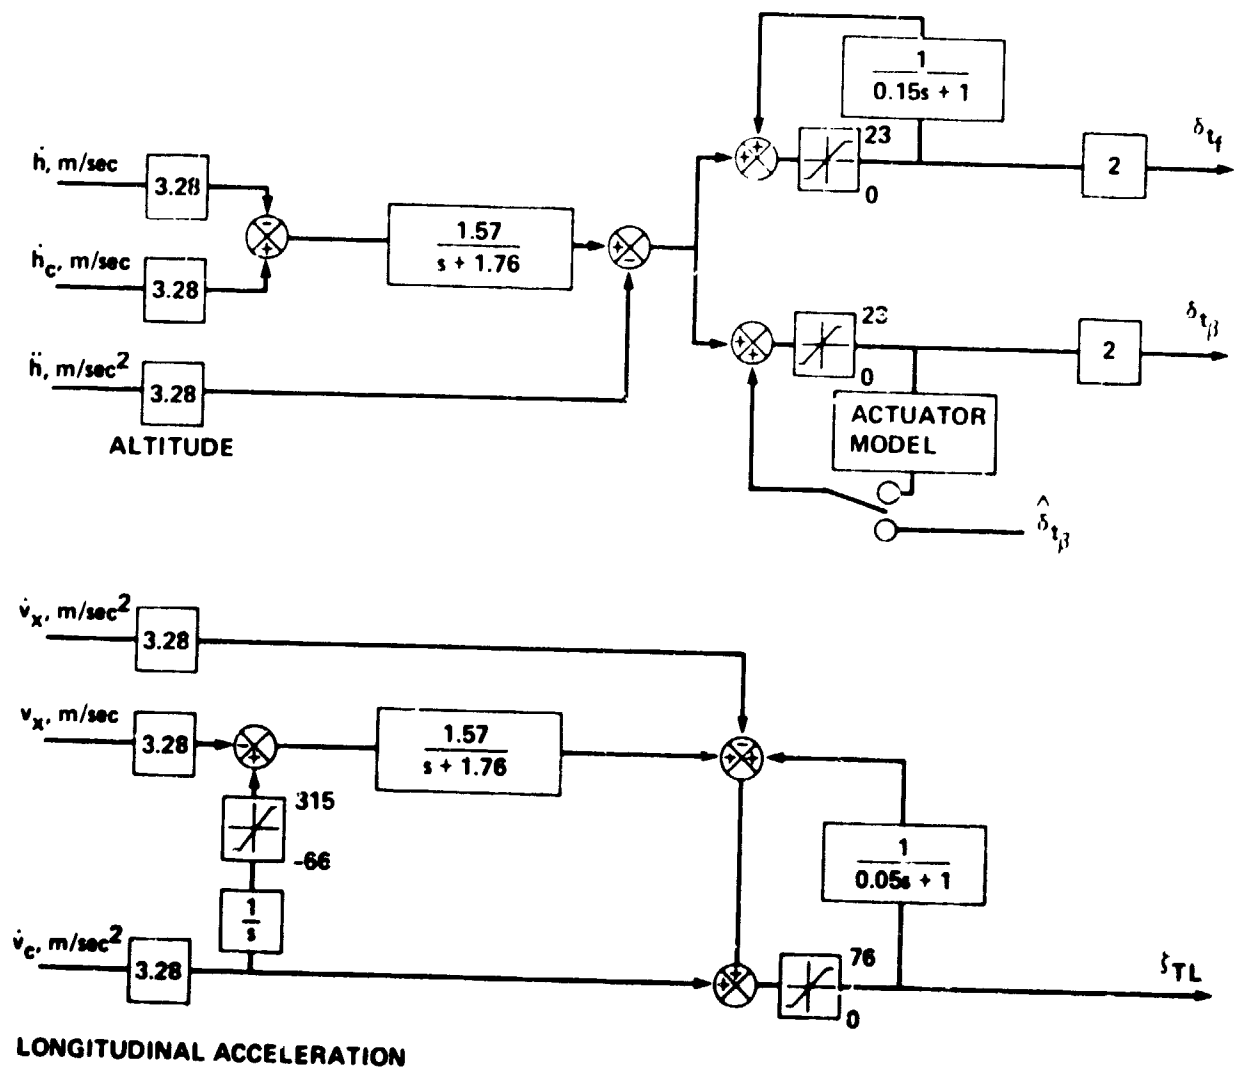 1
0.15s + 1
23
0
2
δtf
ḣ, m/sec
3.28
- +
ḣc, m/sec
3.28
1.57
s + 1.76
+ -
+ +
ḧ, m/sec2
3.28
ALTITUDE
+ +
23
0
2
δtβ
ACTUATOR
MODEL
δ̂tβ
v̇x, m/sec2
3.28
vx, m/sec
3.28
- +
1.57
s + 1.76
-
+ +
315
-66
1
s
1
0.05s + 1
v̇c, m/sec2
3.28
+ +
76
0
ζTL
LONGITUDINAL ACCELERATION